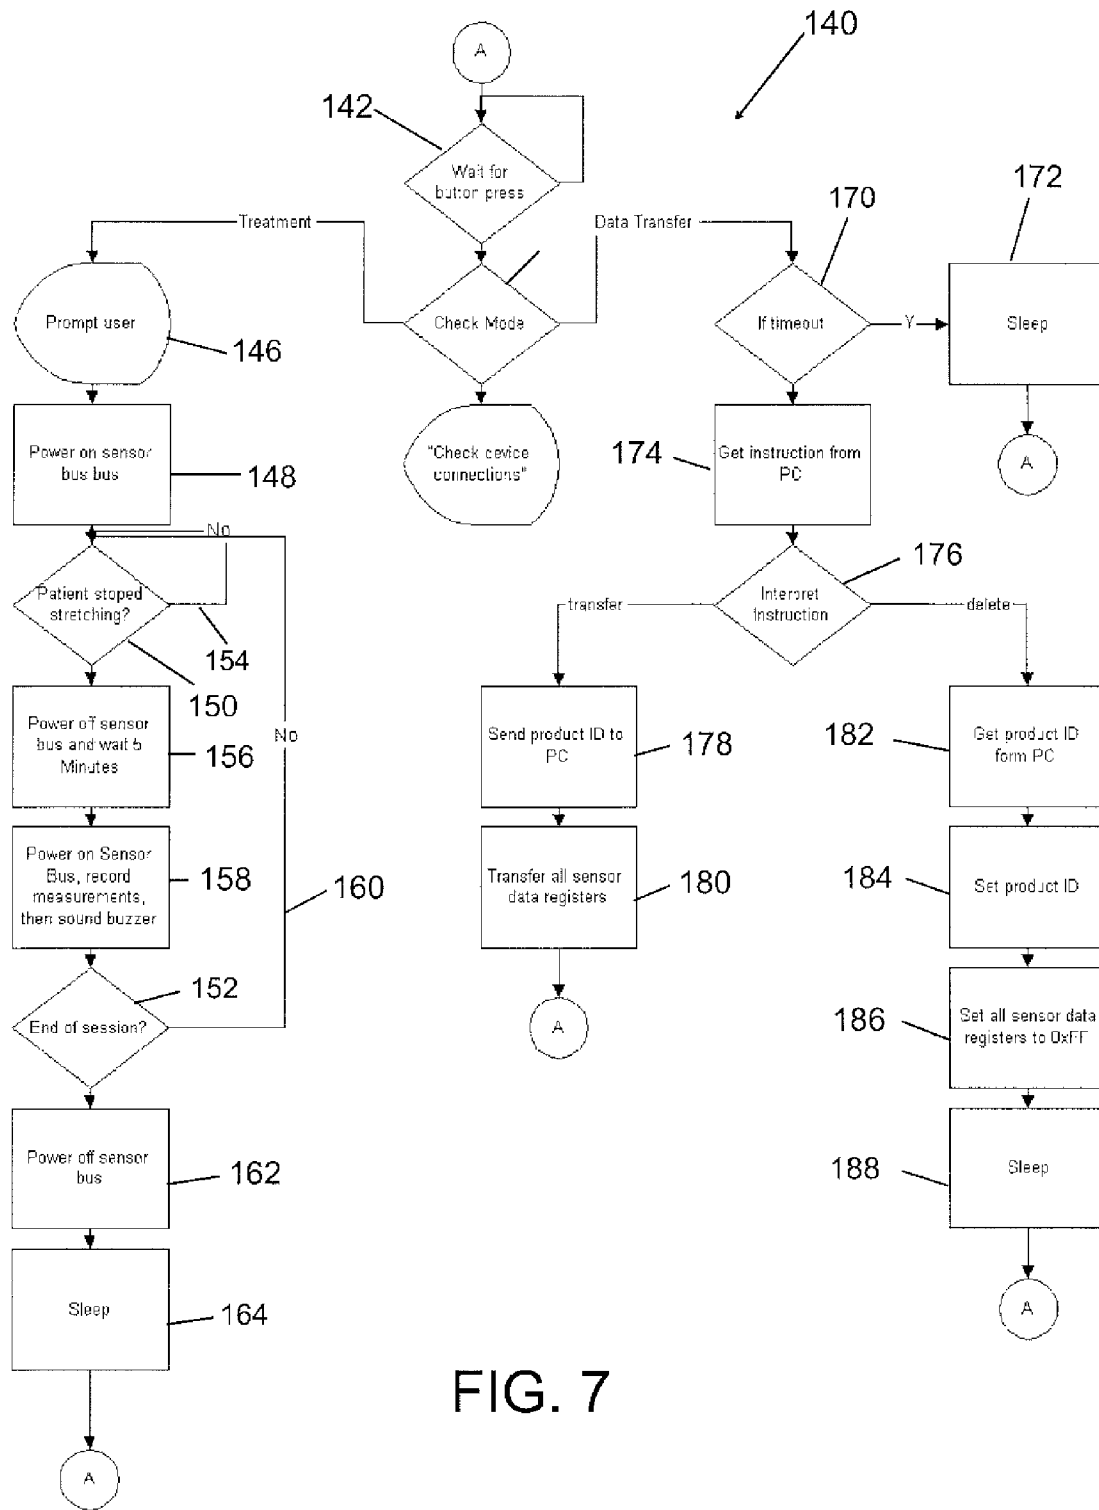 140
A
142
Wait for
button press
Treatment
Data Transfer
170
172
Prompt user
146
Check Mode
If timeout
Y
Sleep
Power on sensor
bus bus
148
"Check device
connections"
174
Get instruction from
PC
A
No
Patient stoped
stretching?
154
150
176
Interpret
Instruction
transfer
delete
Power off sensor
bus and wait 5
Minutes
156
No
Send product ID to
PC
178
182
Get product ID
form PC
Power on Sensor
Bus, record
measurements,
then sound buzzer
158
160
Transfer all sensor
data registers
180
184
Set product ID
152
End of session?
A
186
Set all sensor data
registers to 0xFF
Power off sensor
bus
162
188
Sleep
Sleep
164
A
FIG. 7
A